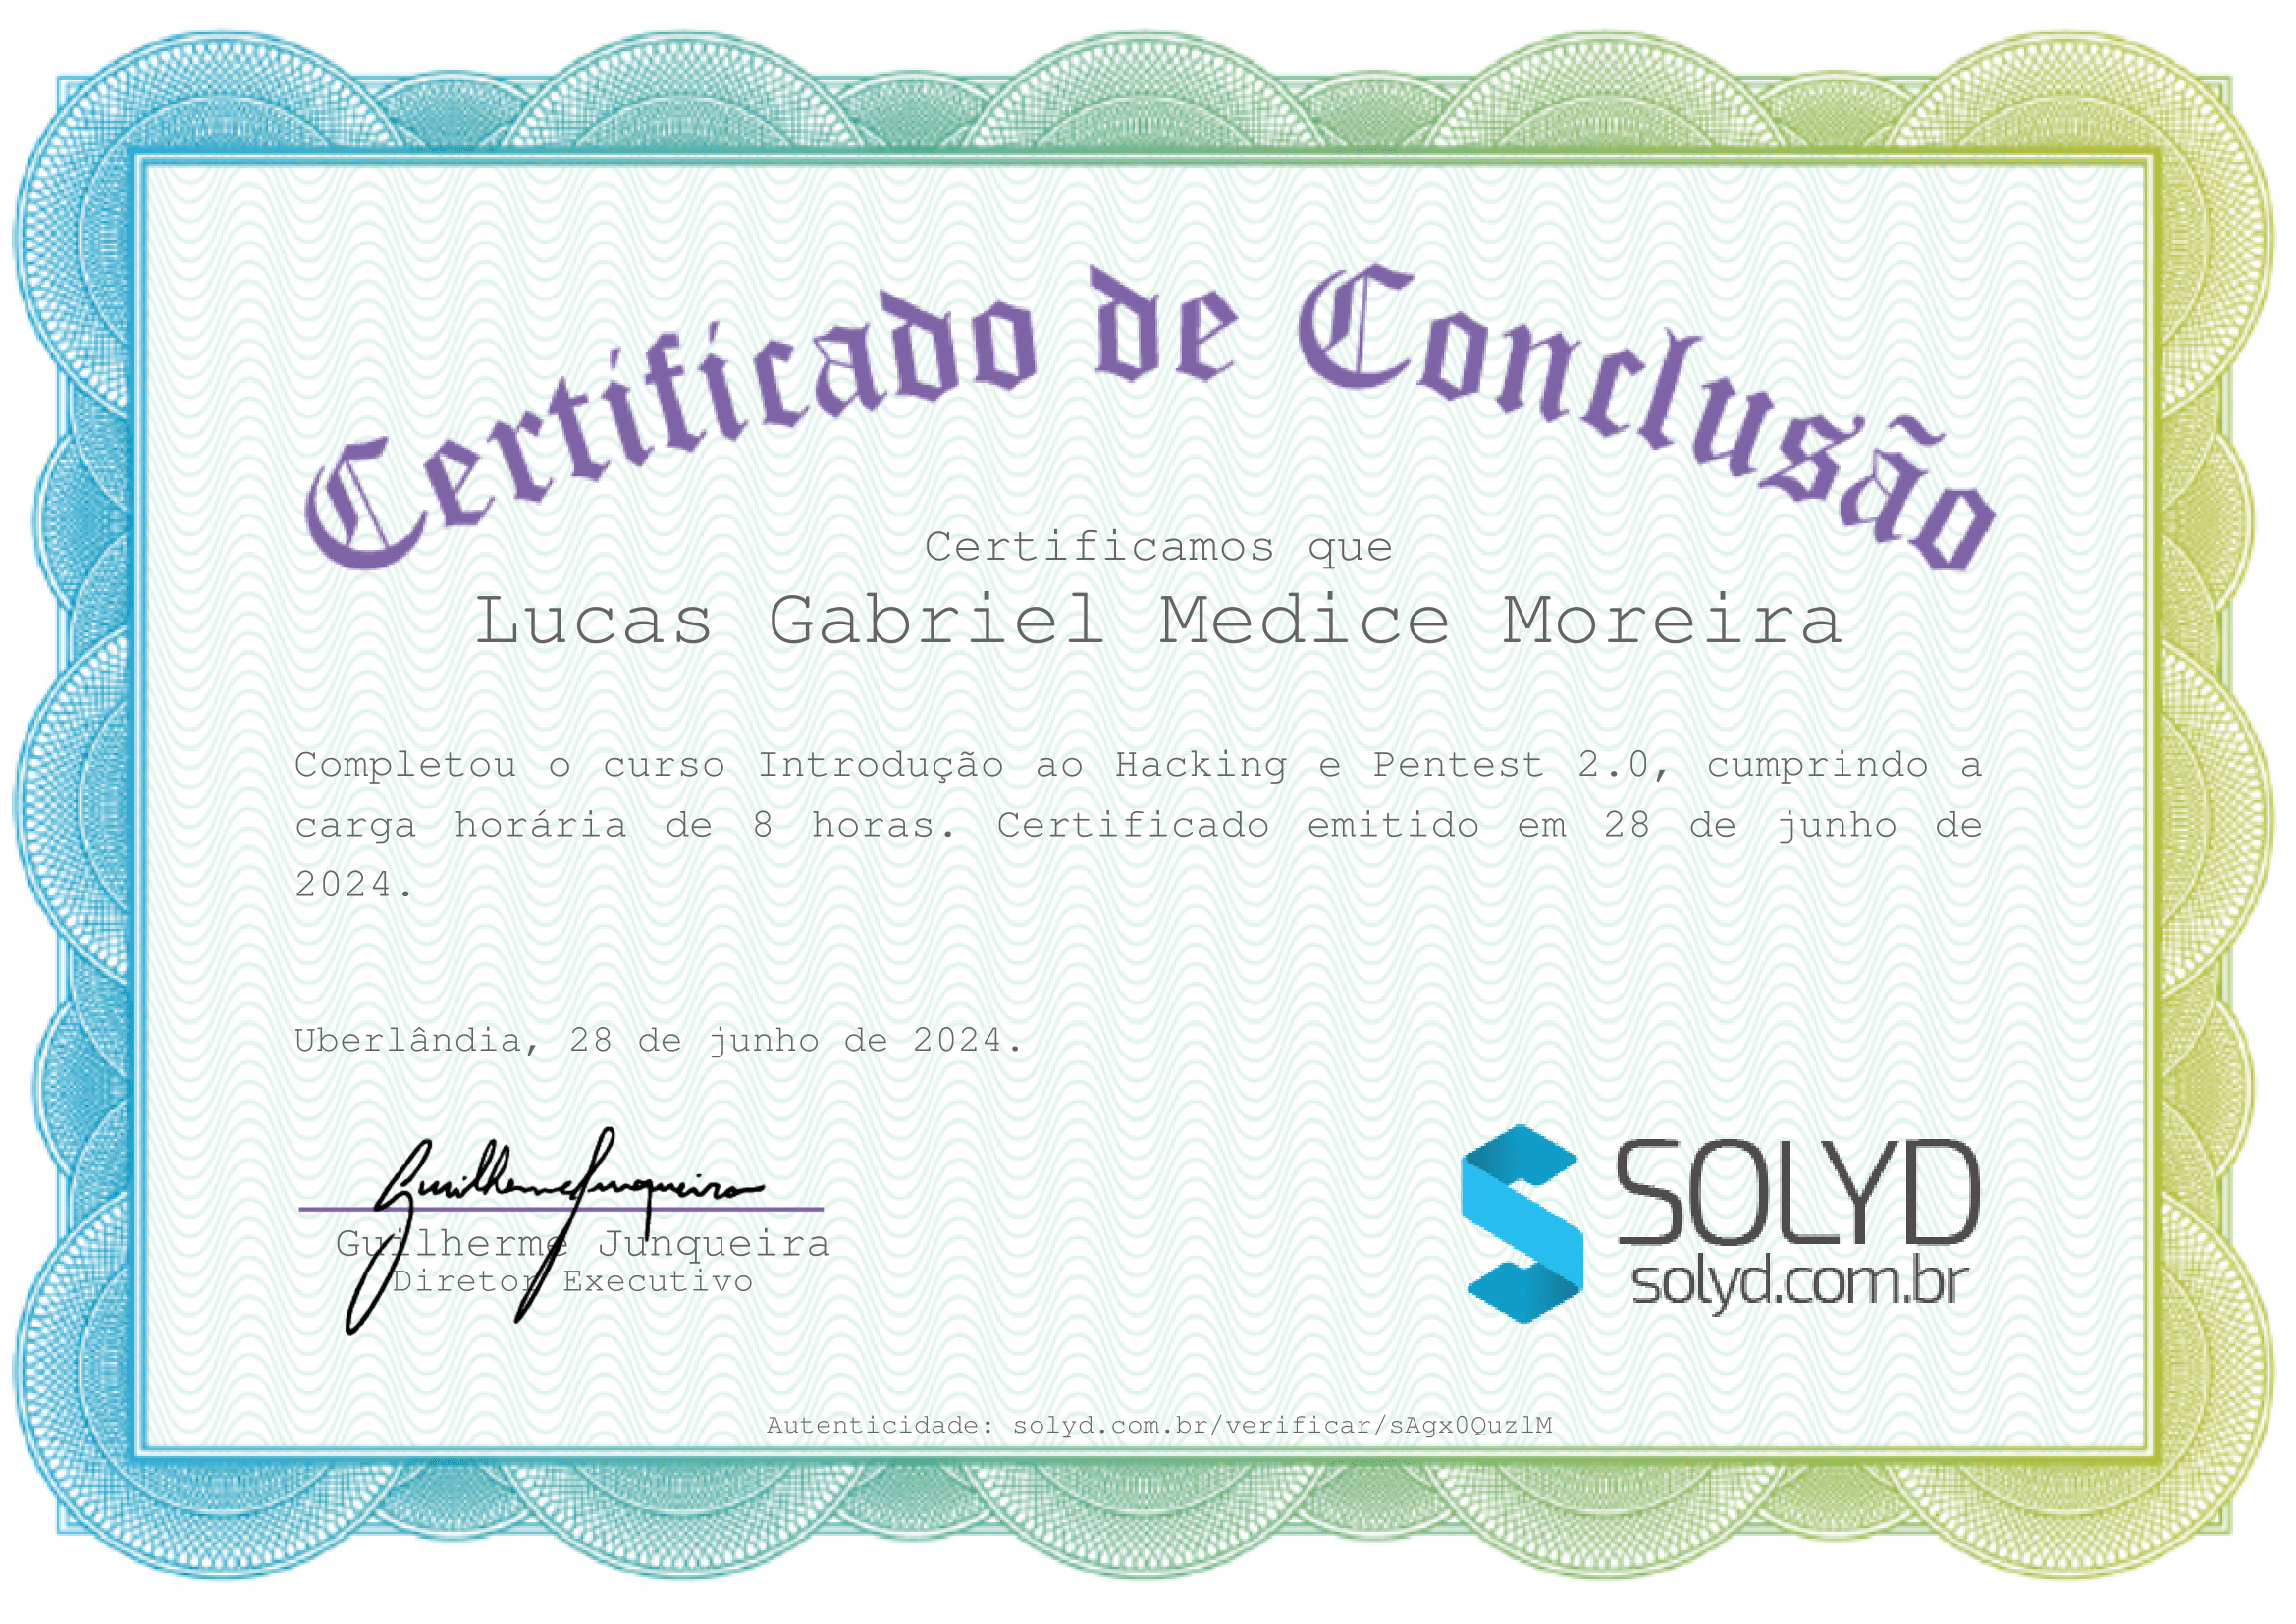 Certificado de Conclusão
Certificamos que
Lucas Gabriel Medice Moreira
Completou o curso Introdução ao Hacking e Pentest 2.0, cumprindo a
carga horária de 8 horas. Certificado emitido em 28 de junho de
2024.
Uberlândia, 28 de junho de 2024.
Guilherme Junqueira
Guilherme Junqueira
Diretor Executivo
SOLYD
solyd.com.br
Autenticidade: solyd.com.br/verificar/sAgx0QuzlM